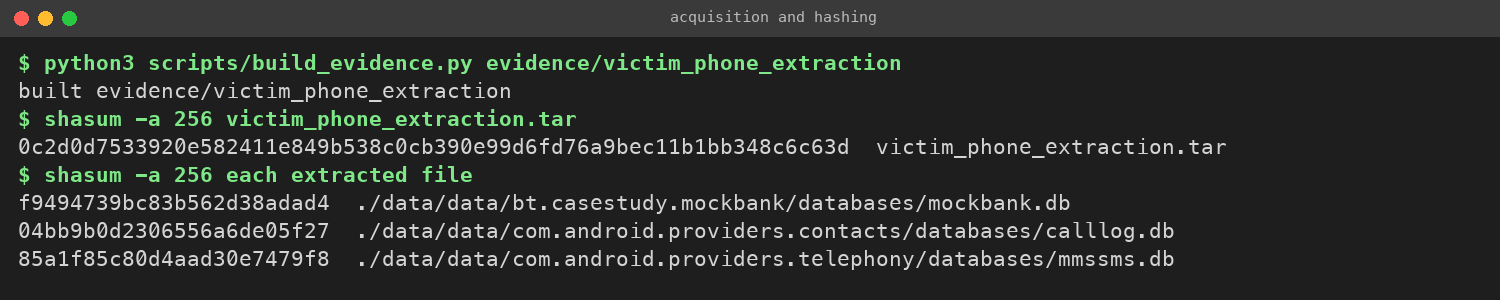 acquisition and hashing
$ python3 scripts/build_evidence.py evidence/victim_phone_extraction
built evidence/victim_phone_extraction
$ shasum -a 256 victim_phone_extraction.tar
0c2d0d7533920e582411e849b538c0cb390e99d6fd76a9bec11b1bb348c6c63d  victim_phone_extraction.tar
$ shasum -a 256 each extracted file
f9494739bc83b562d38adad4  ./data/data/bt.casestudy.mockbank/databases/mockbank.db
04bb9b0d2306556a6de05f27  ./data/data/com.android.providers.contacts/databases/calllog.db
85a1f85c80d4aad30e7479f8  ./data/data/com.android.providers.telephony/databases/mmssms.db